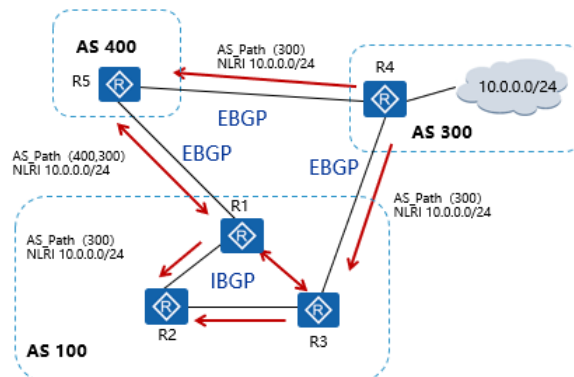 AS 400
AS_Path (300)
NLRI 10.0.0.0/24
R4
R5
R
R
10.0.0.0/24
EBGP
AS 300
EBGP
EBGP
AS_Path (400,300)
NLRI 10.0.0.0/24
AS_Path (300)
NLRI 10.0.0.0/24
R1
R
AS_Path (300)
NLRI 10.0.0.0/24
IBGP
R
R
R2
R3
AS 100